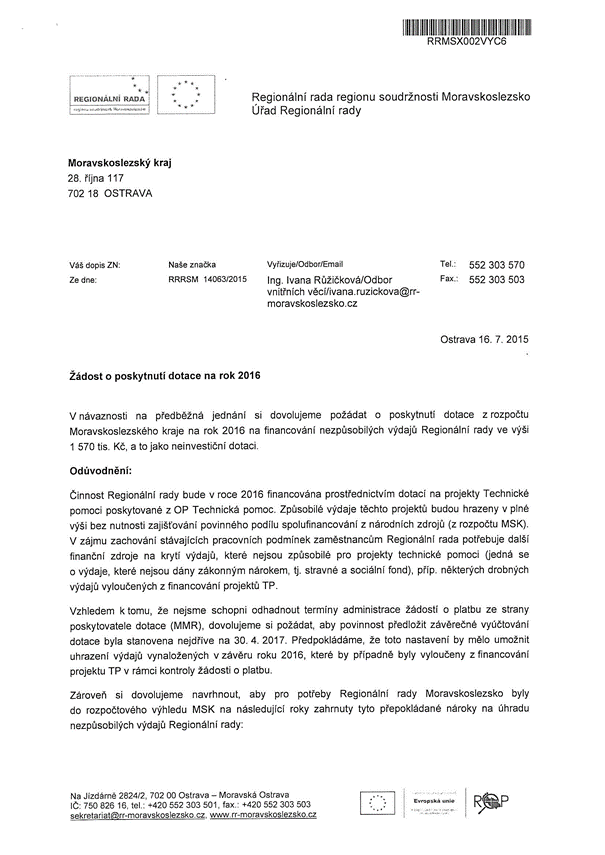 RRMSX002VYC6
REGIONÁLNÍ RADA
regionu soudržnosti Moravskoslezsko
Regionální rada regionu soudržnosti Moravskoslezsko
Úřad Regionální rady
Moravskoslezský kraj
28. října 117
702 18 OSTRAVA
Váš dopis ZN: Naše značka Vyřizuje/Odbor/Email Tel.: 552 303 570
Ze dne: RRRSM 14063/2015 Ing. Ivana Růžičková/Odbor Fax.: 552 303 503
vnitřních věcí/ivana.ruzickova@rr-
moravskoslezsko.cz
Ostrava 16. 7. 2015
Žádost o poskytnutí dotace na rok 2016
V návaznosti na předběžná jednání si dovolujeme požádat o poskytnutí dotace z rozpočtu
Moravskoslezského kraje na rok 2016 na financování nezpůsobilých výdajů Regionální rady ve výši
1 570 tis. Kč, a to jako neinvestiční dotaci.
Odůvodnění:
Činnost Regionální rady bude v roce 2016 financována prostřednictvím dotací na projekty Technické
pomoci poskytované z OP Technická pomoc. Způsobilé výdaje těchto projektů budou hrazeny v plné
výši bez nutnosti zajišťování povinného podílu spolufinancování z národních zdrojů (z rozpočtu MSK).
V zájmu zachování stávajících pracovních podmínek zaměstnancům Regionální rada potřebuje další
finanční zdroje na krytí výdajů, které nejsou způsobilé pro projekty technické pomoci (jedná se
o výdaje, které nejsou dány zákonným nárokem, tj. stravné a sociální fond), příp. některých drobných
výdajů vyloučených z financování projektů TP.
Vzhledem k tomu, že nejsme schopni odhadnout termíny administrace žádostí o platbu ze strany
poskytovatele dotace (MMR), dovolujeme si požádat, aby povinnost předložit závěrečné vyúčtování
dotace byla stanovena nejdříve na 30. 4. 2017. Předpokládáme, že toto nastavení by mělo umožnit
uhrazení výdajů vynaložených v závěru roku 2016, které by případně byly vyloučeny z financování
projektu TP v rámci kontroly žádosti o platbu.
Zároveň si dovolujeme navrhnout, aby pro potřeby Regionální rady Moravskoslezsko byly
do rozpočtového výhledu MSK na následující roky zahrnuty tyto přepokládané nároky na úhradu
nezpůsobilých výdajů Regionální rady:
Na Jízdárně 2824/2, 702 00 Ostrava – Moravská Ostrava
IČ: 750 826 16, tel.: +420 552 303 501, fax.: +420 552 303 503
sekretariat@rr-moravskoslezsko.cz, www.rr-moravskoslezsko.cz
Evropská unie
ROP